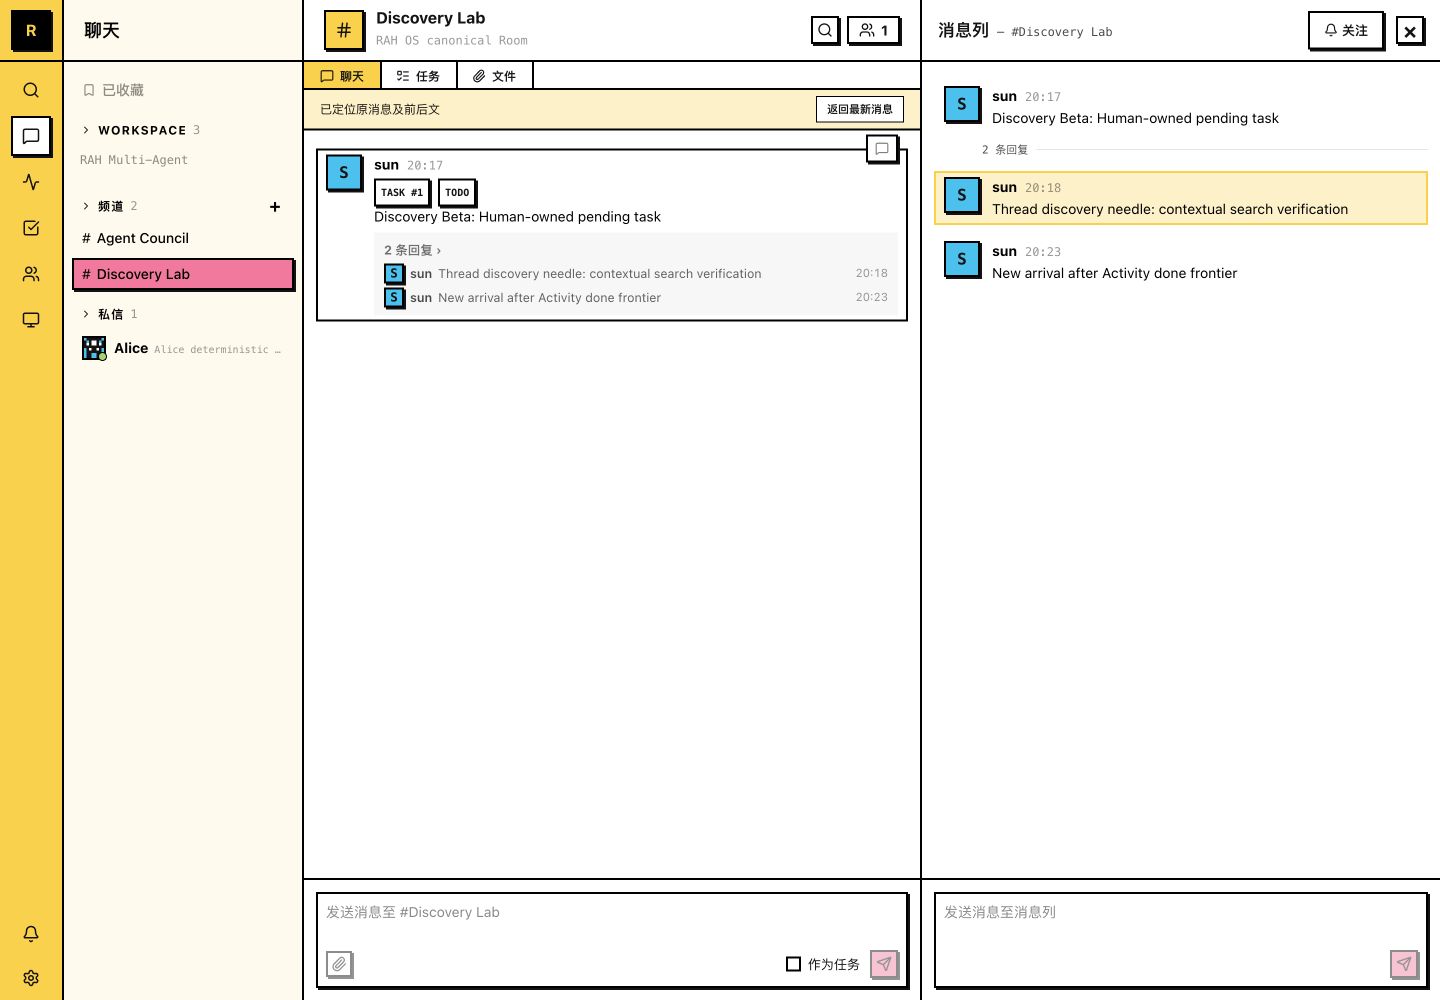 R
聊天
已收藏
WORKSPACE 3
RAH Multi-Agent
频道 2 +
# Agent Council
# Discovery Lab
私信 1
Alice Alice deterministic …
# Discovery Lab
RAH OS canonical Room
1
聊天 任务 文件
已定位原消息及前后文 返回最新消息
S sun 20:17
TASK #1 TODO
Discovery Beta: Human-owned pending task
2 条回复 ›
S sun Thread discovery needle: contextual search verification 20:18
S sun New arrival after Activity done frontier 20:23
发送消息至 #Discovery Lab
作为任务
消息列 — #Discovery Lab 关注
S sun 20:17
Discovery Beta: Human-owned pending task
2 条回复
S sun 20:18
Thread discovery needle: contextual search verification
S sun 20:23
New arrival after Activity done frontier
发送消息至消息列